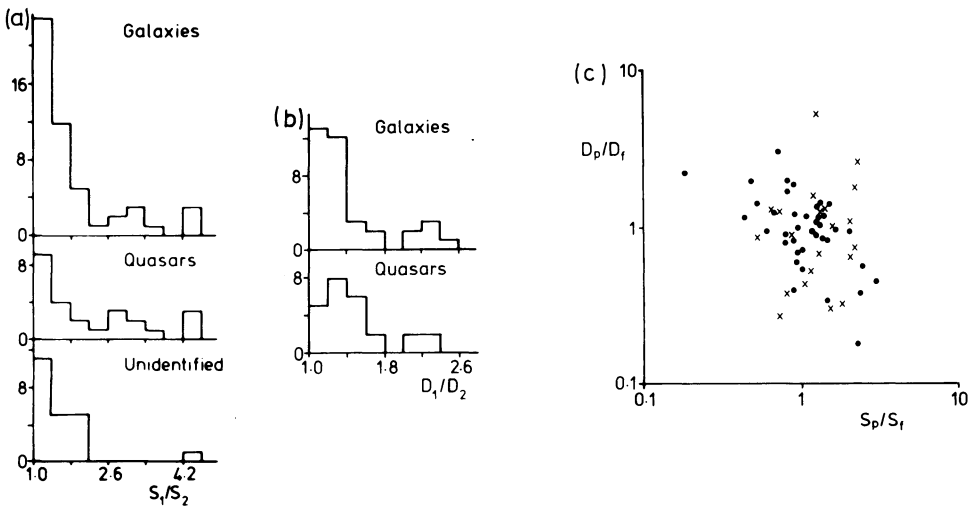 (a)
Galaxies
16
8
0
Quasars
8
0
Unidentified
8
0
1.0 2.6 4.2
S₁/S₂
(b)
Galaxies
8
0
Quasars
8
0
1.0 1.8 2.6
D₁/D₂
(c)
10
Dₚ/D_f
1
0.1
0.1 1 10
Sₚ/S_f